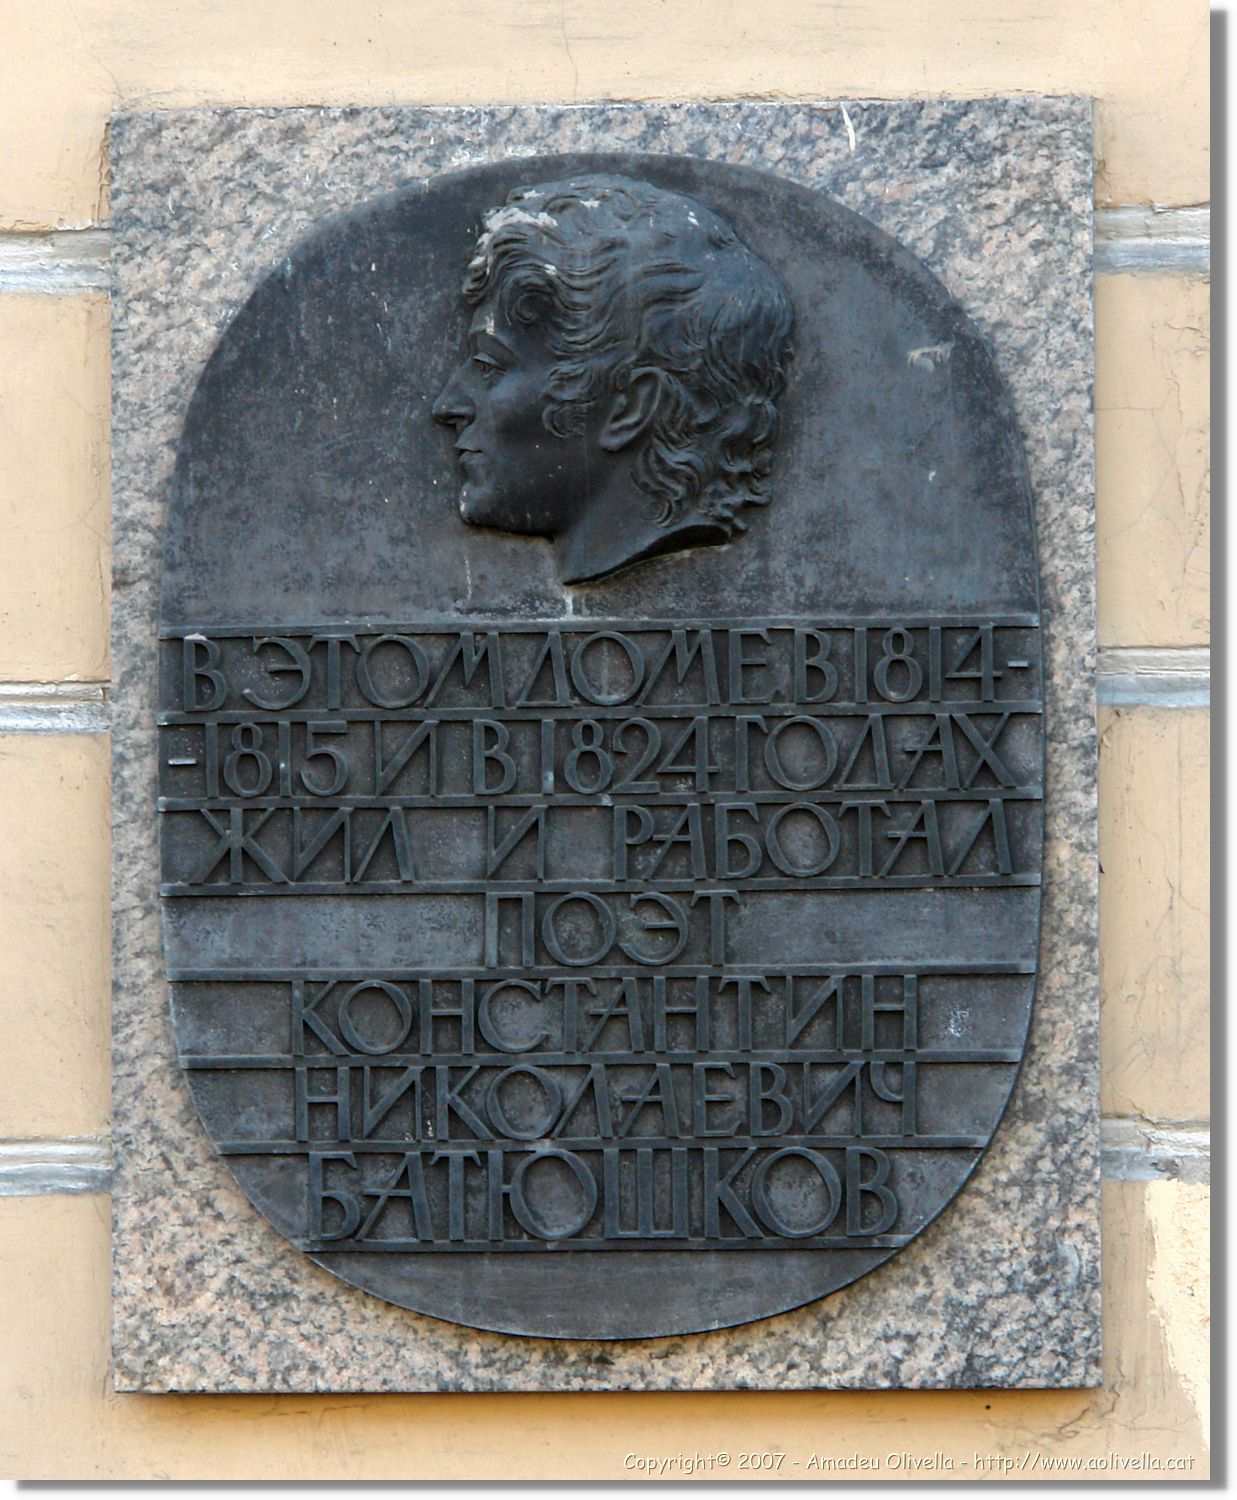 В ЭТОМ ДОМЕ В 1814-
-1815 И В 1824 ГОДАХ
ЖИЛ И РАБОТАЛ
ПОЭТ
КОНСТАНТИН
НИКОЛАЕВИЧ
БАТЮШКОВ
Copyright© 2007 - Amadeu Olivella - http://www.aolivella.cat